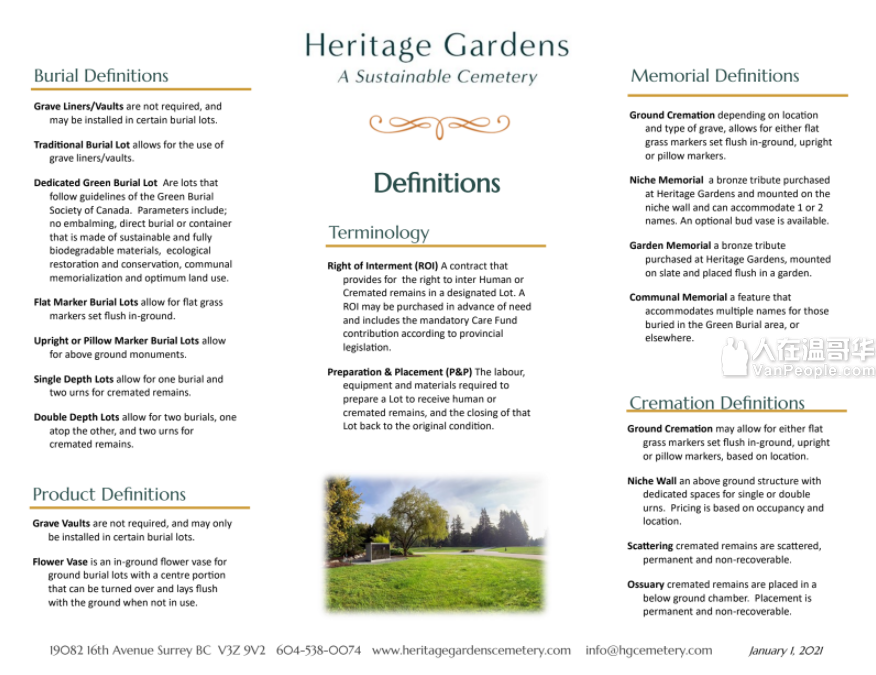 Heritage Gardens
A Sustainable Cemetery
Burial Definitions
Grave Liners/Vaults are not required, and
may be installed in certain burial lots.
Traditional Burial Lot allows for the use of
grave liners/vaults.
Dedicated Green Burial Lot  Are lots that
follow guidelines of the Green Burial
Society of Canada.  Parameters include;
no embalming, direct burial or container
that is made of sustainable and fully
biodegradable materials,  ecological
restoration and conservation, communal
memorialization and optimum land use.
Flat Marker Burial Lots allow for flat grass
markers set flush in-ground.
Upright or Pillow Marker Burial Lots allow
for above ground monuments.
Single Depth Lots allow for one burial and
two urns for cremated remains.
Double Depth Lots allow for two burials, one
atop the other, and two urns for
cremated remains.
Product Definitions
Grave Vaults are not required, and may only
be installed in certain burial lots.
Flower Vase is an in-ground flower vase for
ground burial lots with a centre portion
that can be turned over and lays flush
with the ground when not in use.
Definitions
Terminology
Right of Interment (ROI) A contract that
provides for  the right to inter Human or
Cremated remains in a designated Lot. A
ROI may be purchased in advance of need
and includes the mandatory Care Fund
contribution according to provincial
legislation.
Preparation & Placement (P&P) The labour,
equipment and materials required to
prepare a Lot to receive human or
cremated remains, and the closing of that
Lot back to the original condition.
Memorial Definitions
Ground Cremation depending on location
and type of grave, allows for either flat
grass markers set flush in-ground, upright
or pillow markers.
Niche Memorial  a bronze tribute purchased
at Heritage Gardens and mounted on the
niche wall and can accommodate 1 or 2
names. An optional bud vase is available.
Garden Memorial a bronze tribute
purchased at Heritage Gardens, mounted
on slate and placed flush in a garden.
Communal Memorial a feature that
accommodates multiple names for those
buried in the Green Burial area, or
elsewhere.
人在温哥华
VanPeople.com
Cremation Definitions
Ground Cremation may allow for either flat
grass markers set flush in-ground, upright
or pillow markers, based on location.
Niche Wall an above ground structure with
dedicated spaces for single or double
urns.  Pricing is based on occupancy and
location.
Scattering cremated remains are scattered,
permanent and non-recoverable.
Ossuary cremated remains are placed in a
below ground chamber.  Placement is
permanent and non-recoverable.
19082 16th Avenue Surrey BC  V3Z 9V2   604-538-0074   www.heritagegardenscemetery.com   info@hgcemetery.com   January 1, 2021